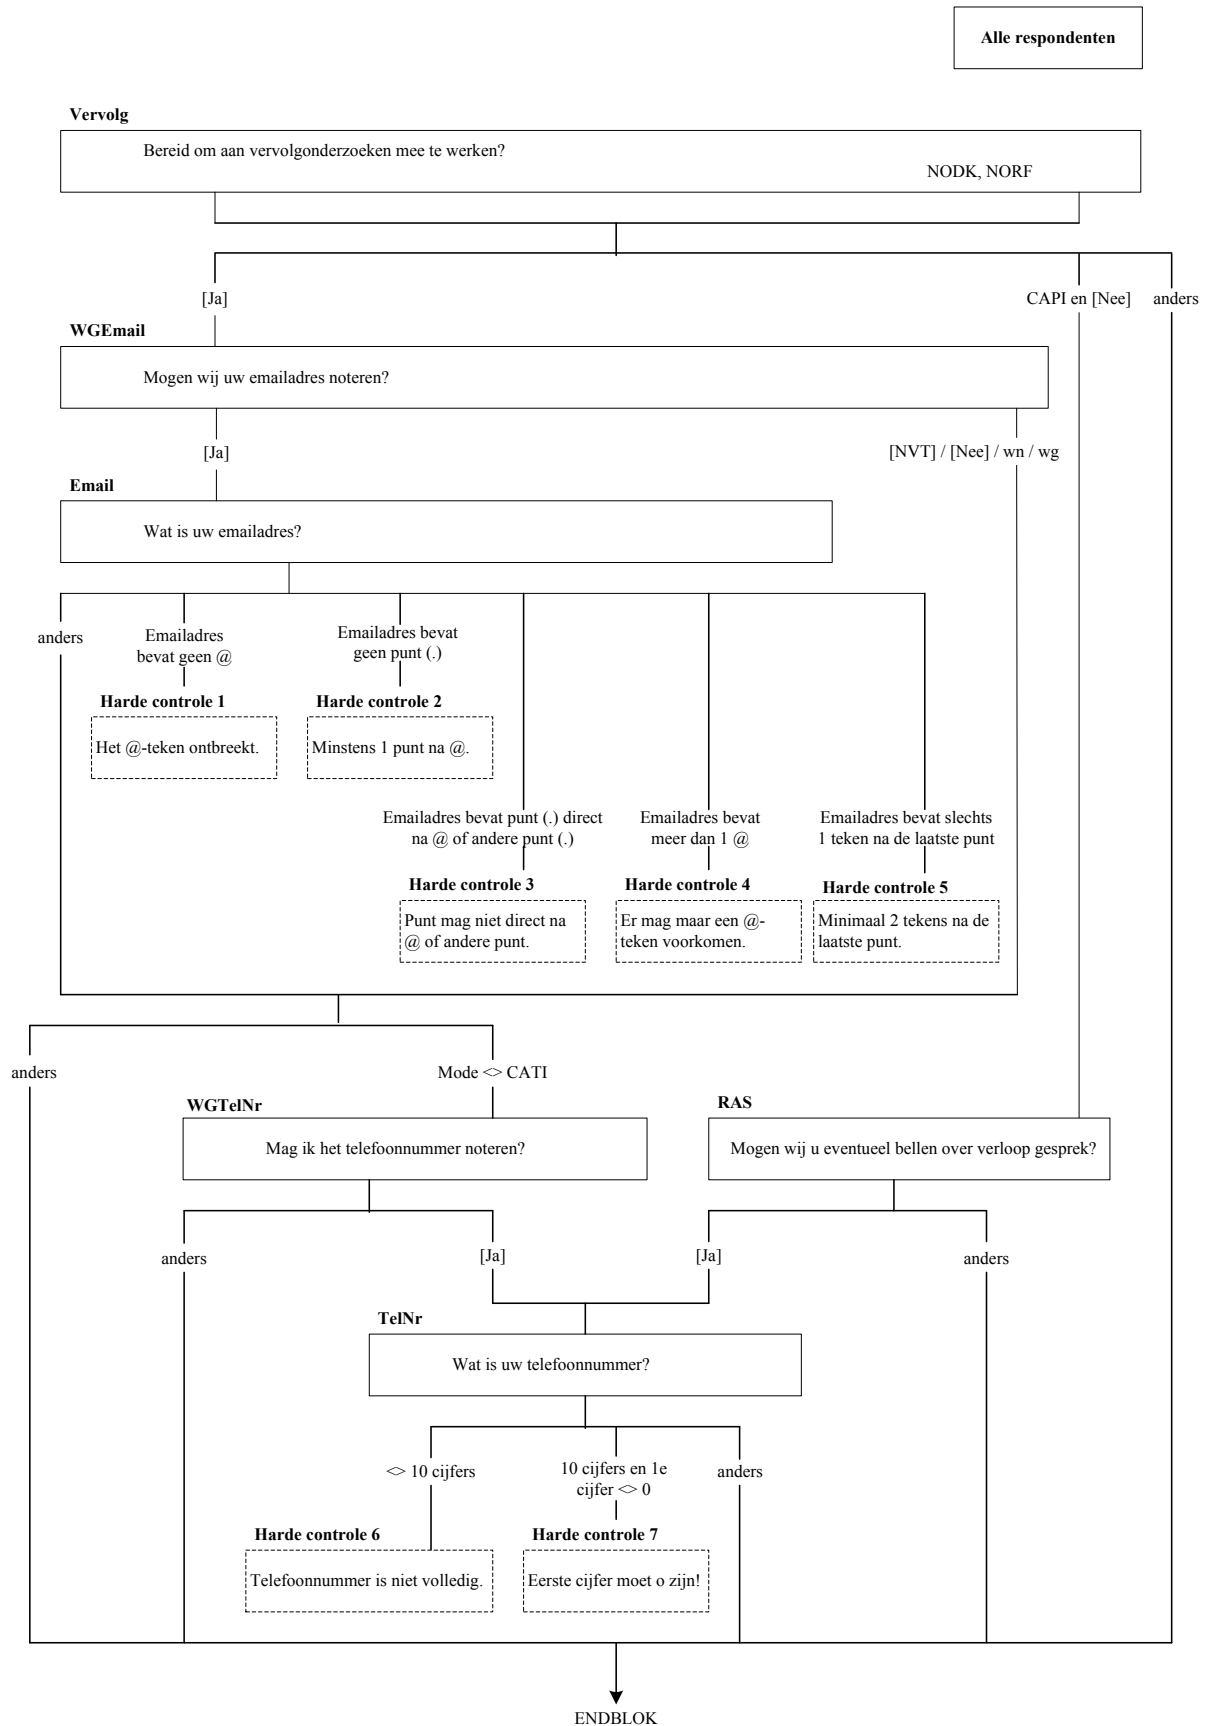 Alle respondenten
Vervolg
Bereid om aan vervolgonderzoeken mee te werken?
NODK, NORF
[Ja]
CAPI en [Nee]
anders
WGEmail
Mogen wij uw emailadres noteren?
[Ja]
[NVT] / [Nee] / wn / wg
Email
Wat is uw emailadres?
anders
Emailadres
bevat geen @
Emailadres bevat
geen punt (.)
Harde controle 1
Het @-teken ontbreekt.
Harde controle 2
Minstens 1 punt na @.
Emailadres bevat punt (.) direct
na @ of andere punt (.)
Emailadres bevat
meer dan 1 @
Emailadres bevat slechts
1 teken na de laatste punt
Harde controle 3
Punt mag niet direct na
@ of andere punt.
Harde controle 4
Er mag maar een @-
teken voorkomen.
Harde controle 5
Minimaal 2 tekens na de
laatste punt.
anders
Mode <> CATI
WGTelNr
Mag ik het telefoonnummer noteren?
RAS
Mogen wij u eventueel bellen over verloop gesprek?
anders
[Ja]
[Ja]
anders
TelNr
Wat is uw telefoonnummer?
<> 10 cijfers
10 cijfers en 1e
cijfer <> 0
anders
Harde controle 6
Telefoonnummer is niet volledig.
Harde controle 7
Eerste cijfer moet o zijn!
ENDBLOK